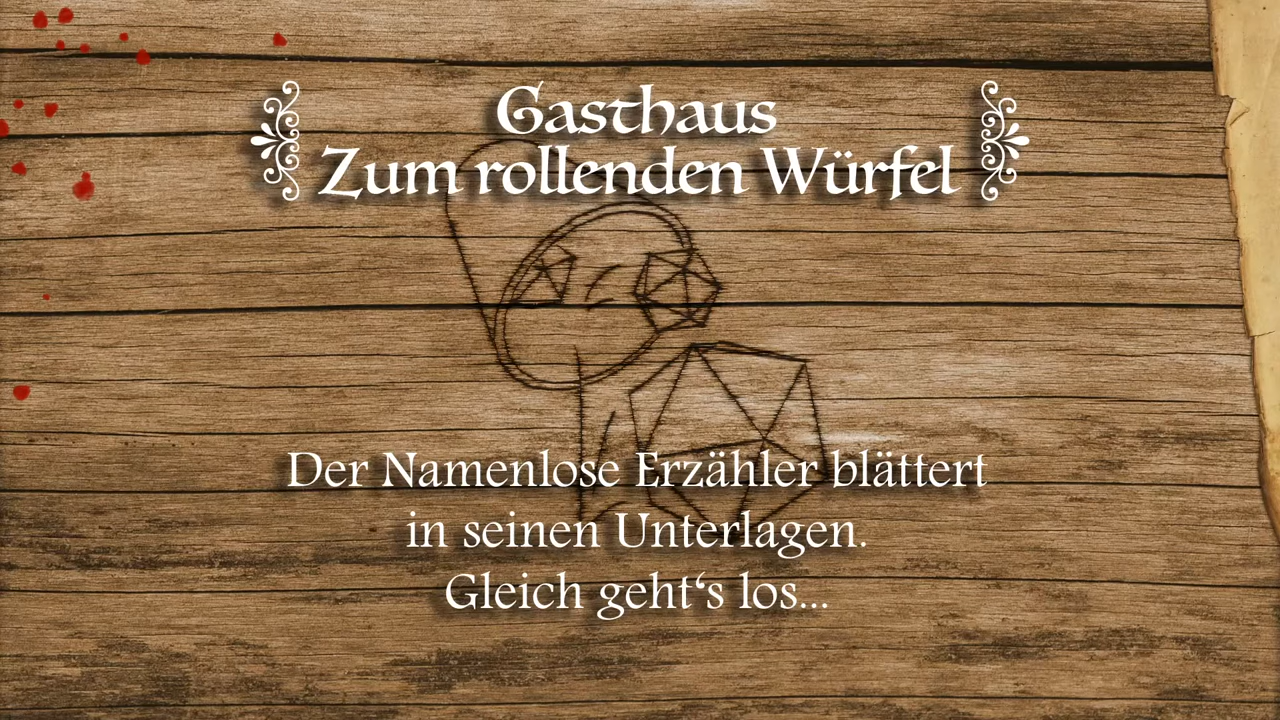 Gasthaus
Zum rollenden Würfel
Der Namenlose Erzähler blättert
in seinen Unterlagen.
Gleich geht‘s los...